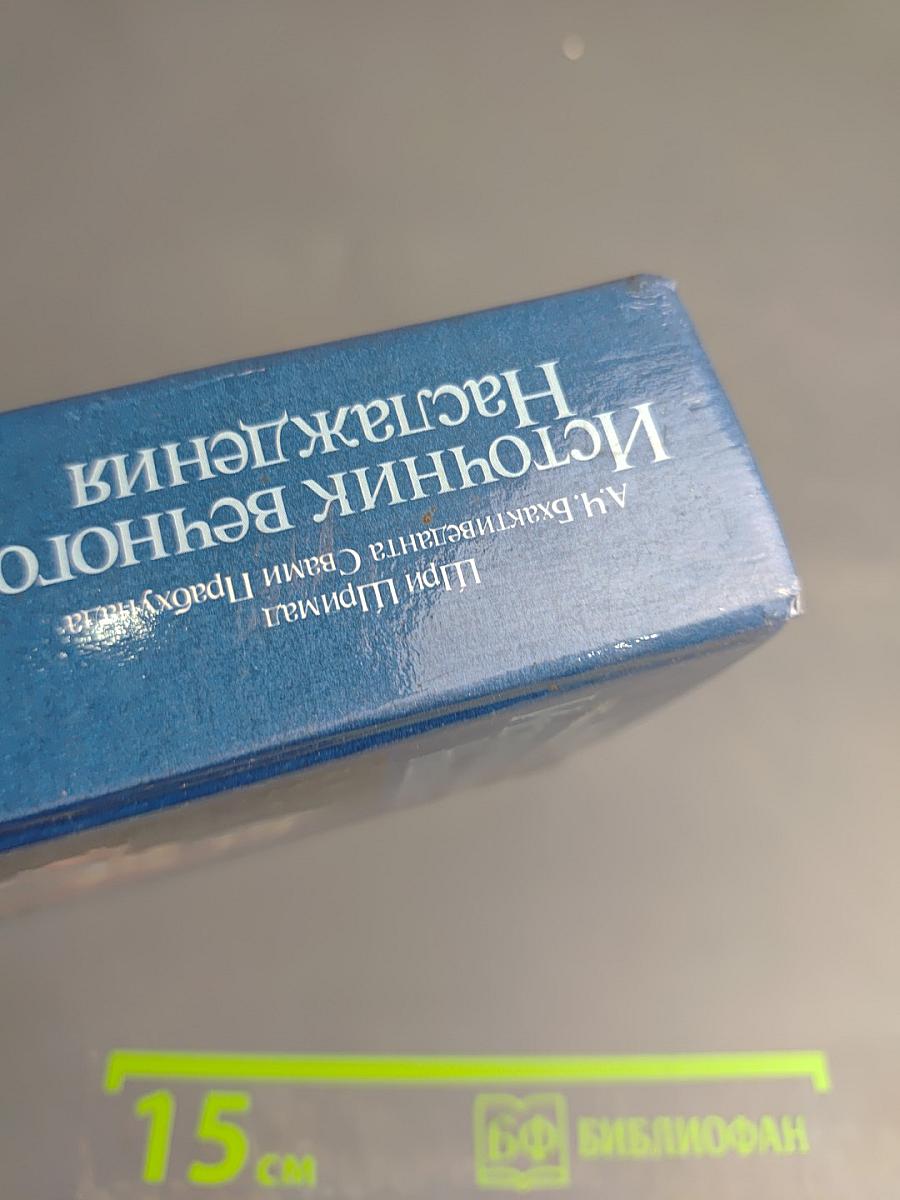 Шри Шримад
А.Ч. Бхактиведанта Свами Прабхупада
Источник вечного
Наслаждения
15 см
БФ БИБЛИОФАН